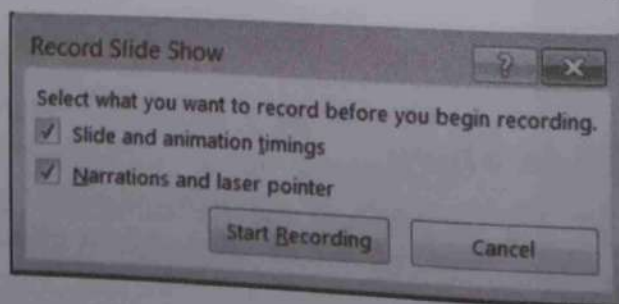 Record Slide Show
Select what you want to record before you begin recording.
Slide and animation timings
Narrations and laser pointer
Start Recording
Cancel